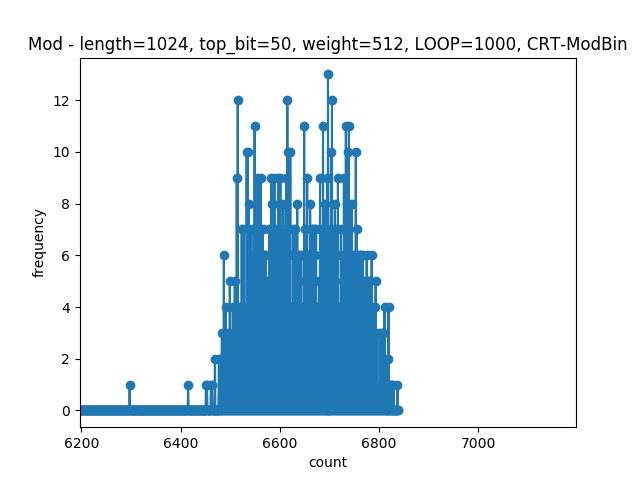 Mod - length=1024, top_bit=50, weight=512, LOOP=1000, CRT-ModBin
12
10
8
6
4
2
0
frequency
6200 6400 6600 6800 7000
count